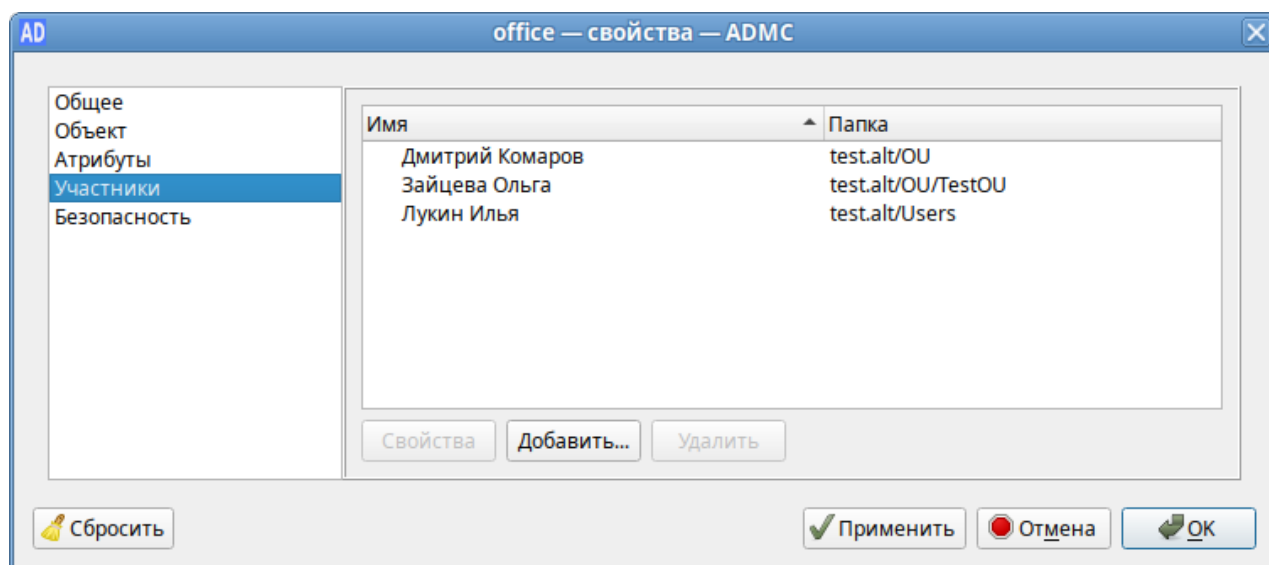 AD office — свойства — ADMC
Общее
Объект
Атрибуты
Участники
Безопасность
Имя Папка
Дмитрий Комаров test.alt/OU
Зайцева Ольга test.alt/OU/TestOU
Лукин Илья test.alt/Users
Свойства Добавить... Удалить
Сбросить Применить Отмена OK